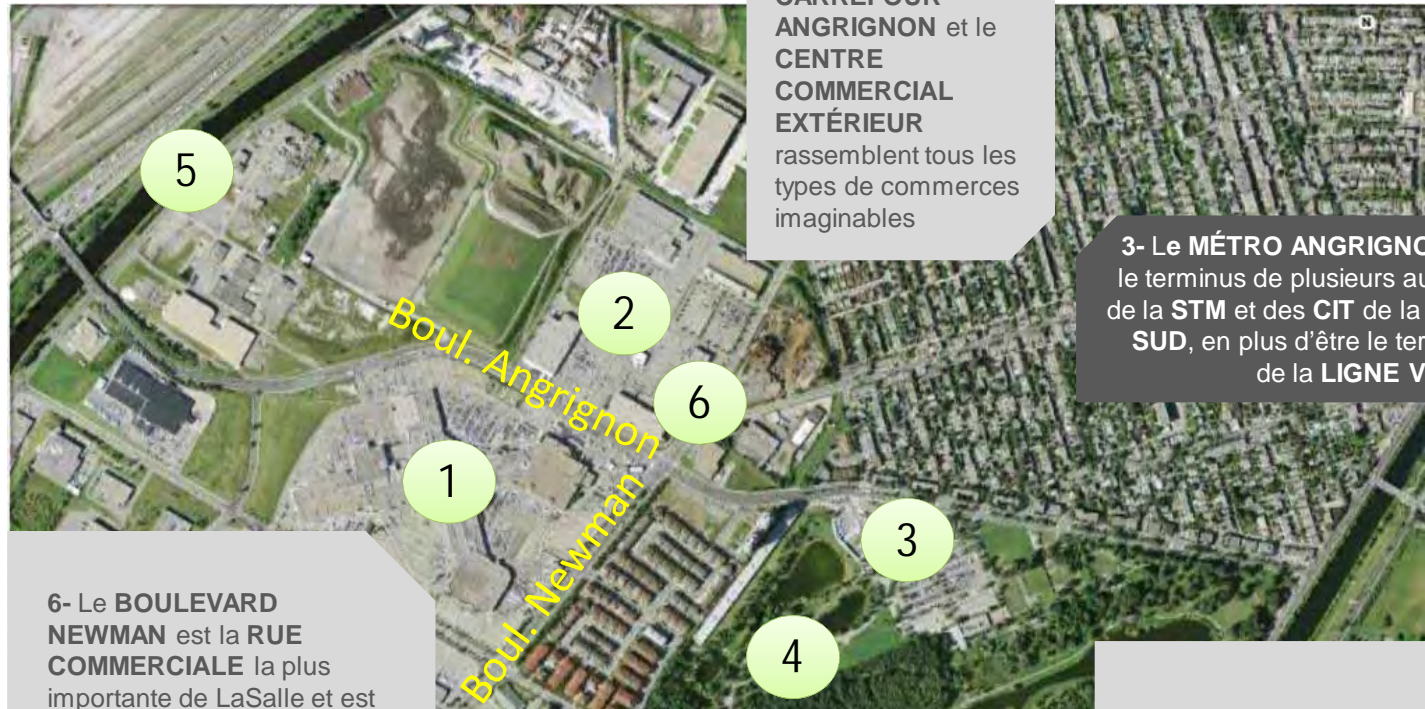 ANGRIGNON et le
CENTRE
COMMERCIAL
EXTÉRIEUR
rassemblent tous les
types de commerces
imaginables
N
5
2
Boul. Angrignon
6
1
Boul. Newman
3
4
3- Le MÉTRO ANGRIGNO
le terminus de plusieurs au
de la STM et des CIT de la
SUD, en plus d’être le ter
de la LIGNE V
6- Le BOULEVARD
NEWMAN est la RUE
COMMERCIALE la plus
importante de LaSalle et est